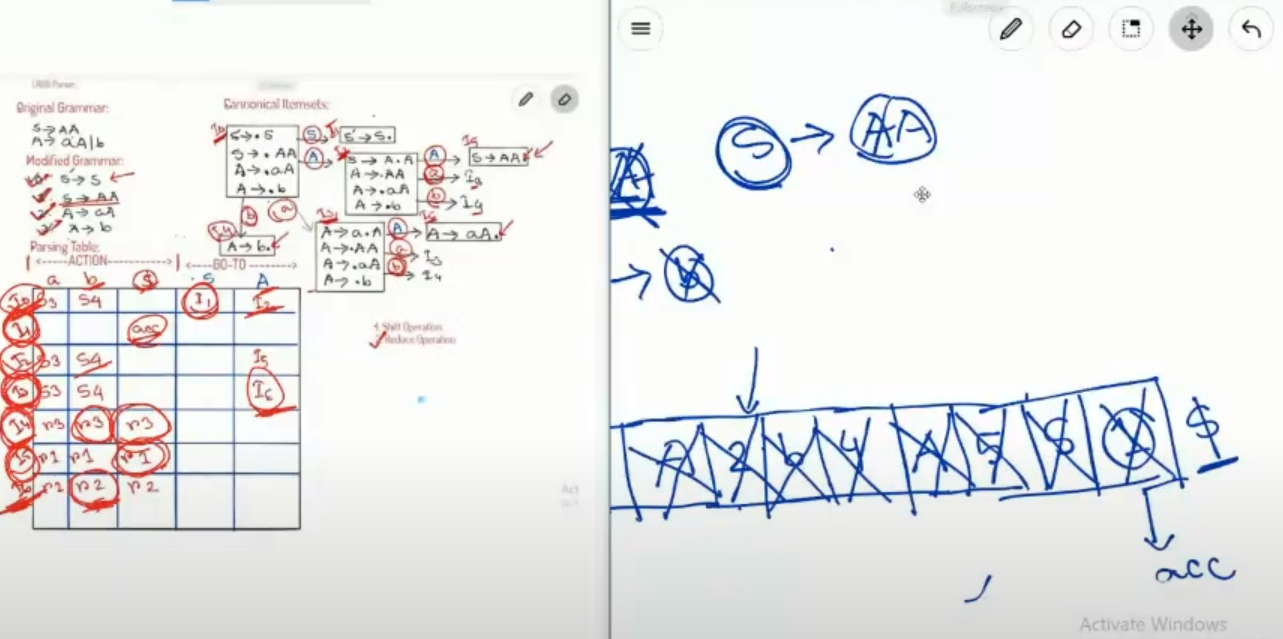 Fullscreen
LR(0) Parser:
Original Grammar:
S→AA
A→aA|b
Modified Grammar:
S'→S
S→AA
A→aA
A→b
Cannonical Itemsets:
I0
S'→.S
S→.AA
A→.aA
A→.b
S
I1
S'→S.
A
I2
S→A.A
A→.AA
A→.aA
A→.b
A
I5
S→AA.
a
I3
b
I4
b
a
I4
A→b.
I3
A→a.A
A→.AA
A→.aA
A→.b
A
I6
A→aA.
a
I3
b
I4
Parsing Table:
<----ACTION----> <---GO-TO--->
a b $ S A
I0 S3 S4 I1 I2
I1 acc
I2 S3 S4 I5
I3 S3 S4 I6
I4 r3 r3 r3
I5 r1 r1 r1
I6 r2 r2 r2
1. Shift Operation
Reduce Operation
S→AA
A
→b
A 2 b 4 A 5 S 1 $
acc
Activate Windows